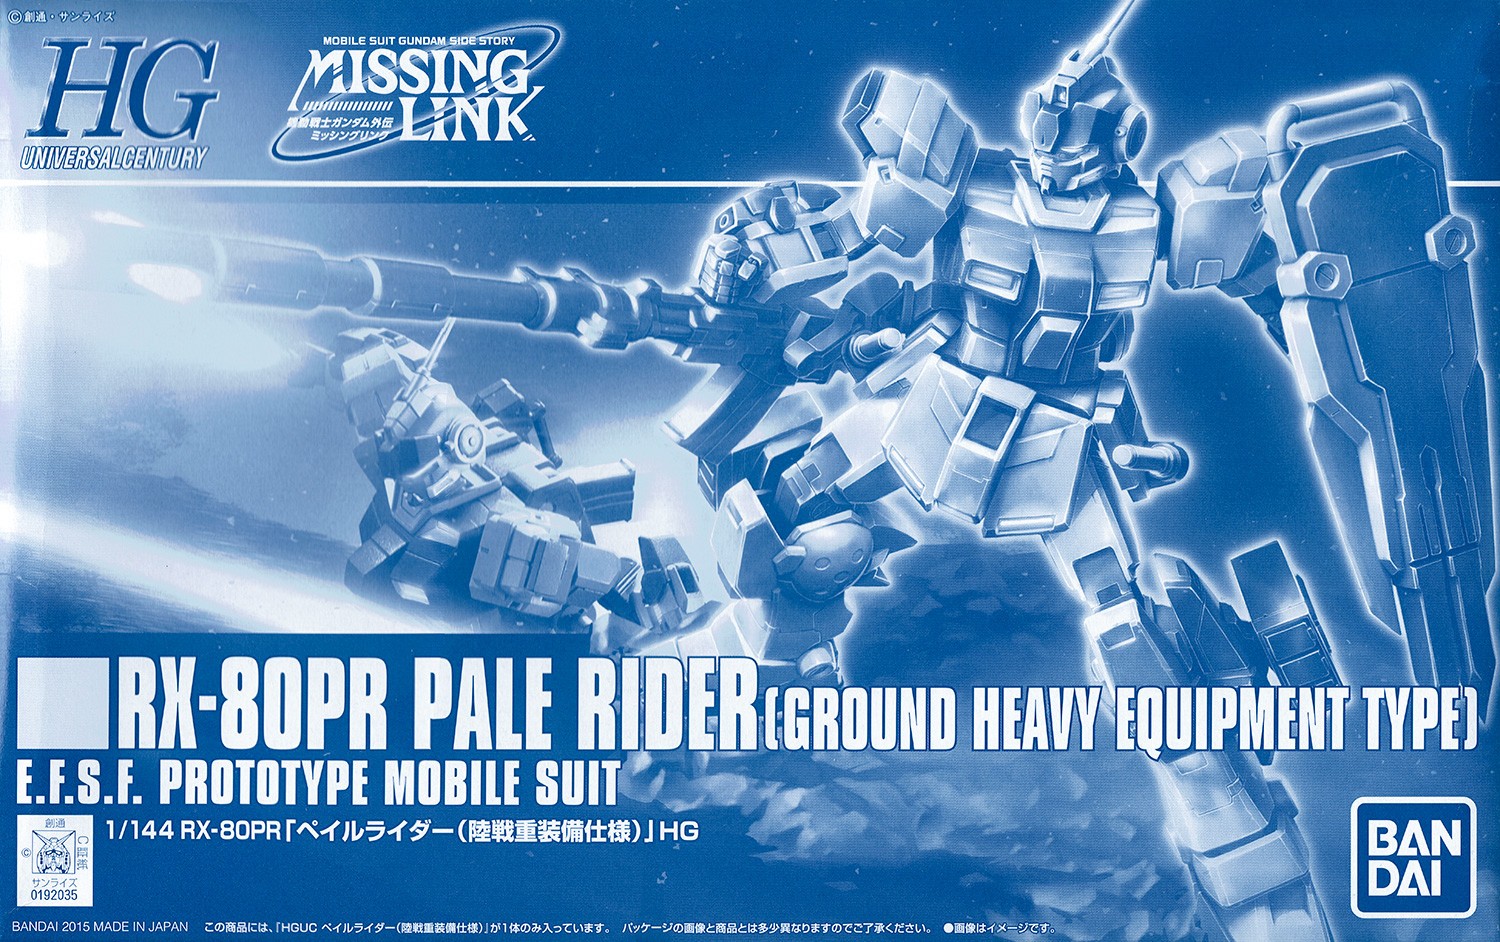 ©創通・サンライズ
HG
UNIVERSAL CENTURY
MOBILE SUIT GUNDAM SIDE STORY
MISSING
LINK
機動戦士ガンダム外伝
ミッシングリンク
RX-80PR PALE RIDER(GROUND HEAVY EQUIPMENT TYPE)
E.F.S.F. PROTOTYPE MOBILE SUIT
1/144 RX-80PR「ペイルライダー(陸戦重装備仕様)」HG
創通
©
サンライズ
0192035
BAN
DAI
BANDAI 2015 MADE IN JAPAN この商品には、『HGUC ペイルライダー(陸戦重装備仕様)』が1体のみ入っています。 パッケージの画像と商品とは多少異なりますのでご了承ください。 ●画像はイメージです。